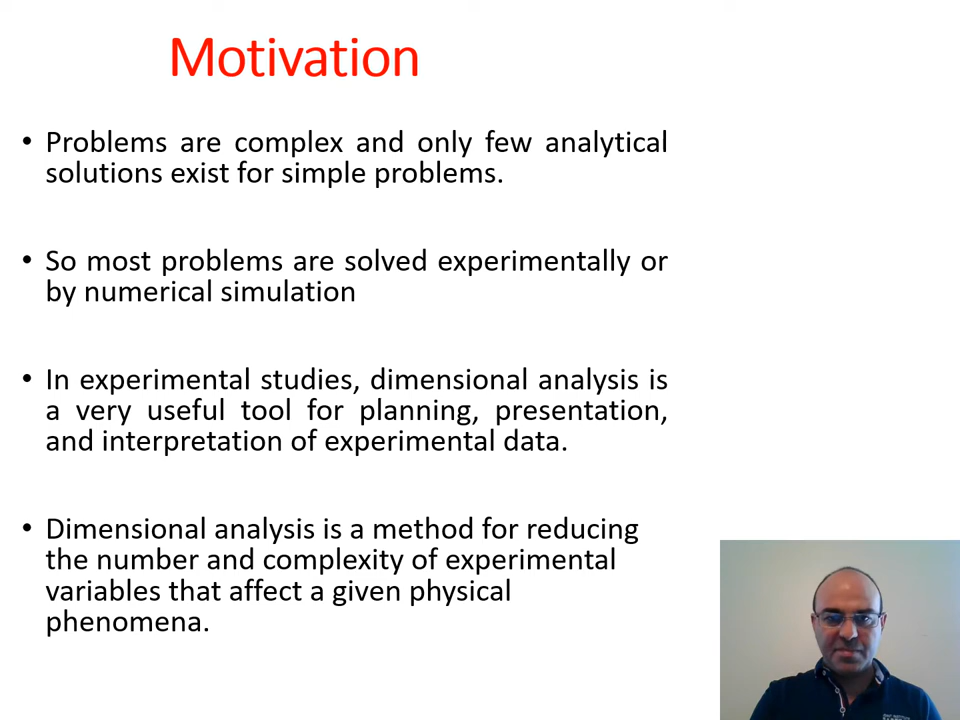 Motivation
• Problems are complex and only few analytical
solutions exist for simple problems.
• So most problems are solved experimentally or
by numerical simulation
• In experimental studies, dimensional analysis is
a very useful tool for planning, presentation,
and interpretation of experimental data.
• Dimensional analysis is a method for reducing
the number and complexity of experimental
variables that affect a given physical
phenomena.